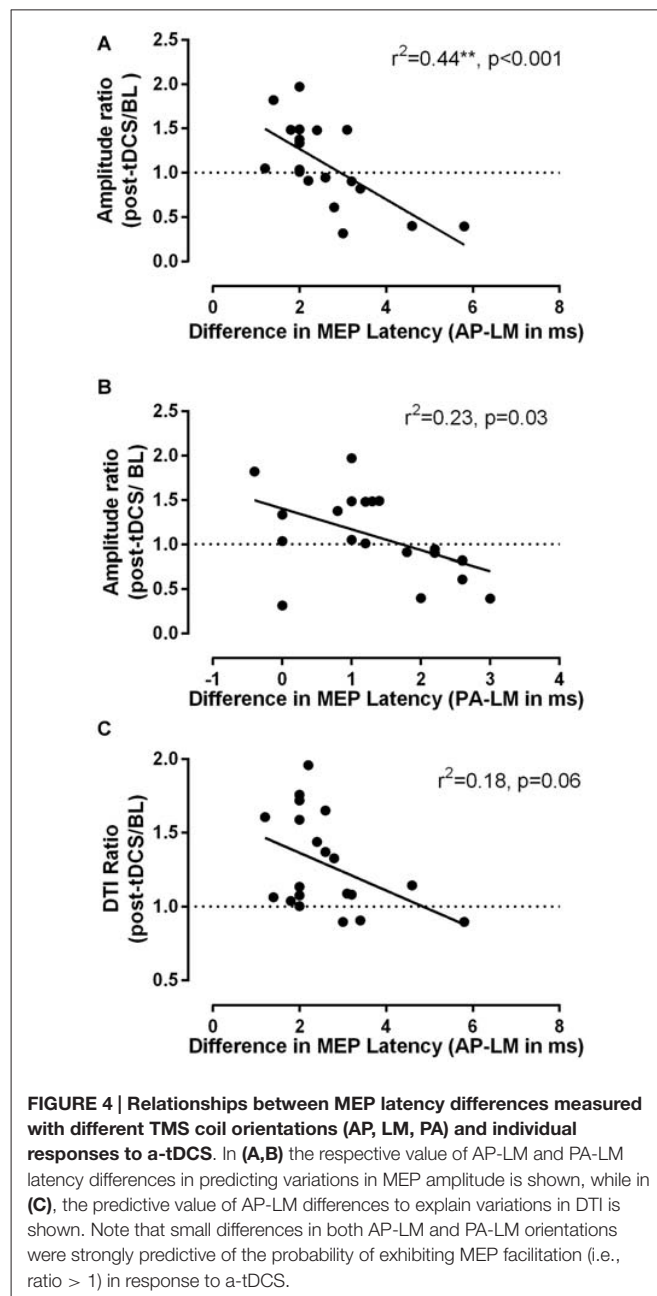 A
r²=0.44**, p<0.001
Amplitude ratio
(post-tDCS/BL)
2.5
2.0
1.5
1.0
0.5
0.0
0 2 4 6 8
Difference in MEP Latency (AP-LM in ms)
B
r²=0.23, p=0.03
Amplitude ratio
(post-tDCS/ BL)
2.5
2.0
1.5
1.0
0.5
0.0
-1 0 1 2 3 4
Difference in MEP Latency (PA-LM in ms)
C
r²=0.18, p=0.06
DTI Ratio
(post-tDCS/BL)
2.0
1.5
1.0
0.5
0 2 4 6 8
Difference in MEP Latency (AP-LM in ms)
FIGURE 4 | Relationships between MEP latency differences measured
with different TMS coil orientations (AP, LM, PA) and individual
responses to a-tDCS. In (A,B) the respective value of AP-LM and PA-LM
latency differences in predicting variations in MEP amplitude is shown, while in
(C), the predictive value of AP-LM differences to explain variations in DTI is
shown. Note that small differences in both AP-LM and PA-LM orientations
were strongly predictive of the probability of exhibiting MEP facilitation (i.e.,
ratio > 1) in response to a-tDCS.